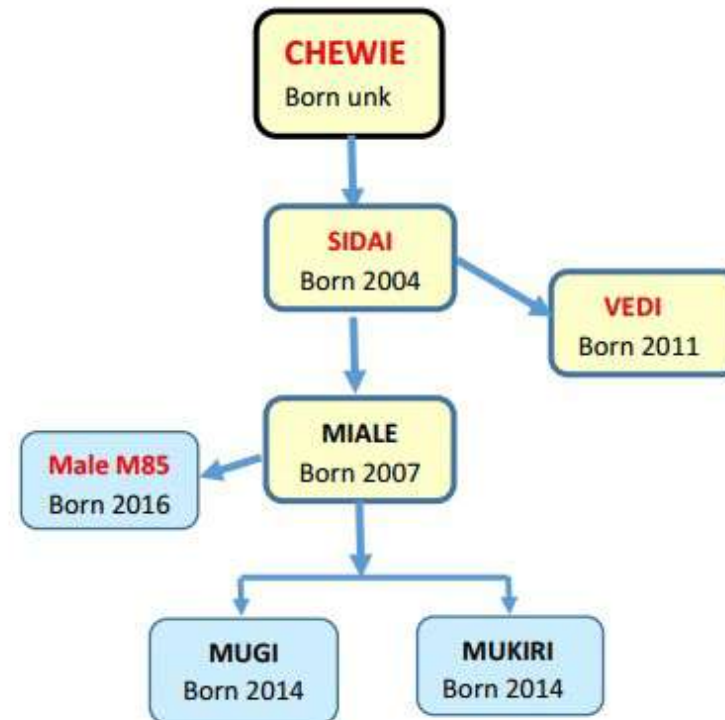 CHEWIE
Born unk
SIDAI
Born 2004
VEDI
Born 2011
MIALE
Born 2007
Male M85
Born 2016
MUGI
Born 2014
MUKIRI
Born 2014